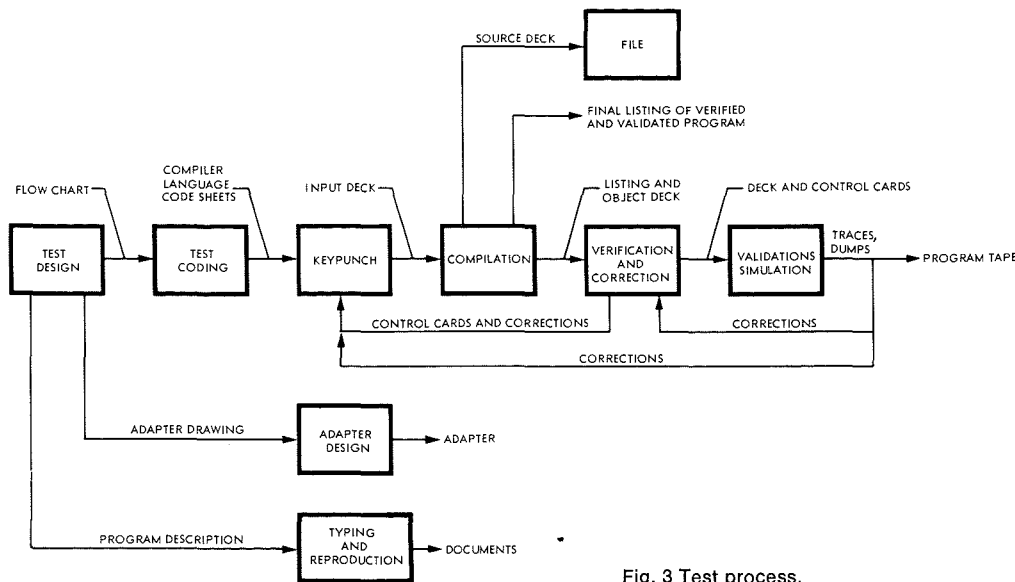 SOURCE DECK
FILE
FINAL LISTING OF VERIFIED
AND VALIDATED PROGRAM
FLOW CHART
COMPILER
LANGUAGE
CODE SHEETS
INPUT DECK
LISTING AND
OBJECT DECK
DECK AND CONTROL CARDS
TEST
DESIGN
TEST
CODING
KEYPUNCH
COMPILATION
VERIFICATION
AND
CORRECTION
VALIDATIONS
SIMULATION
TRACES,
DUMPS
PROGRAM TAPE
CONTROL CARDS AND CORRECTIONS
CORRECTIONS
CORRECTIONS
ADAPTER DRAWING
ADAPTER
DESIGN
ADAPTER
PROGRAM DESCRIPTION
TYPING
AND
REPRODUCTION
DOCUMENTS
Fig. 3 Test process.